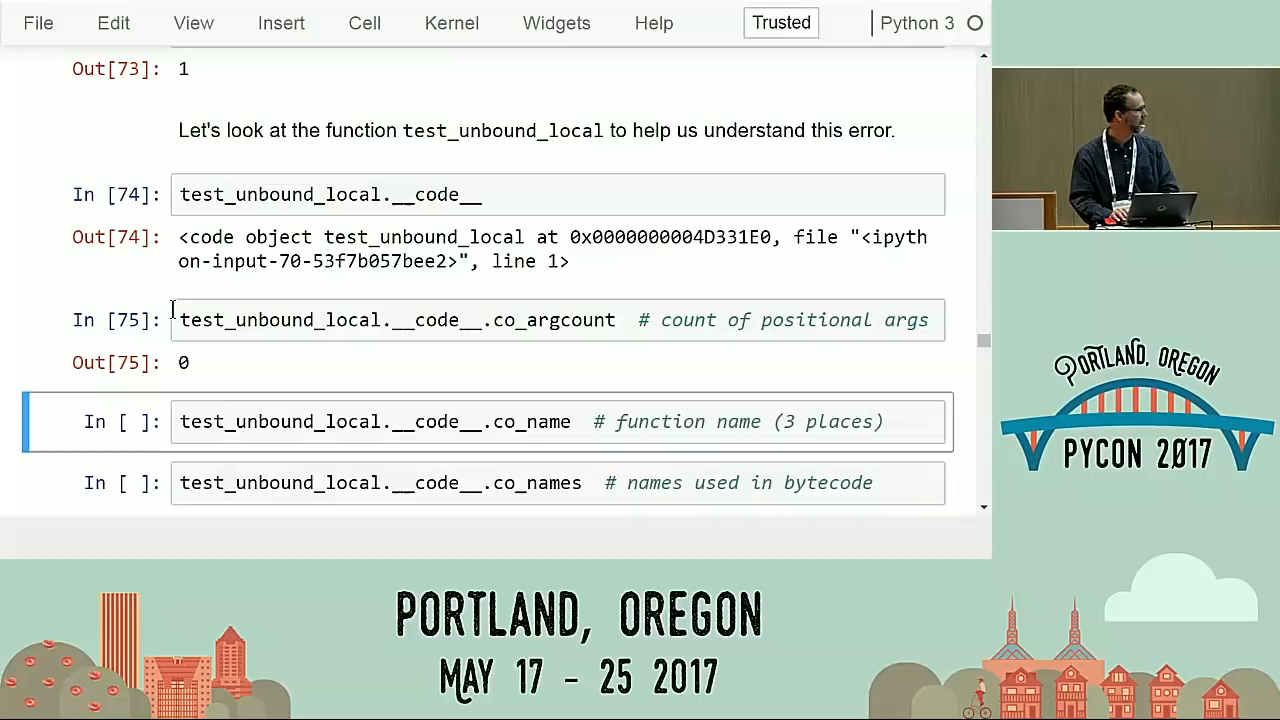 File Edit View Insert Cell Kernel Widgets Help Trusted Python 3
Out[73]: 1
Let's look at the function test_unbound_local to help us understand this error.
In [74]: test_unbound_local.__code__
Out[74]: <code object test_unbound_local at 0x0000000004D331E0, file "<ipyth
on-input-70-53f7b057bee2>", line 1>
In [75]: test_unbound_local.__code__.co_argcount # count of positional args
Out[75]: 0
In [ ]: test_unbound_local.__code__.co_name # function name (3 places)
In [ ]: test_unbound_local.__code__.co_names # names used in bytecode
PORTLAND, OREGON
PYCON 2017
PORTLAND, OREGON
MAY 17 - 25 2017